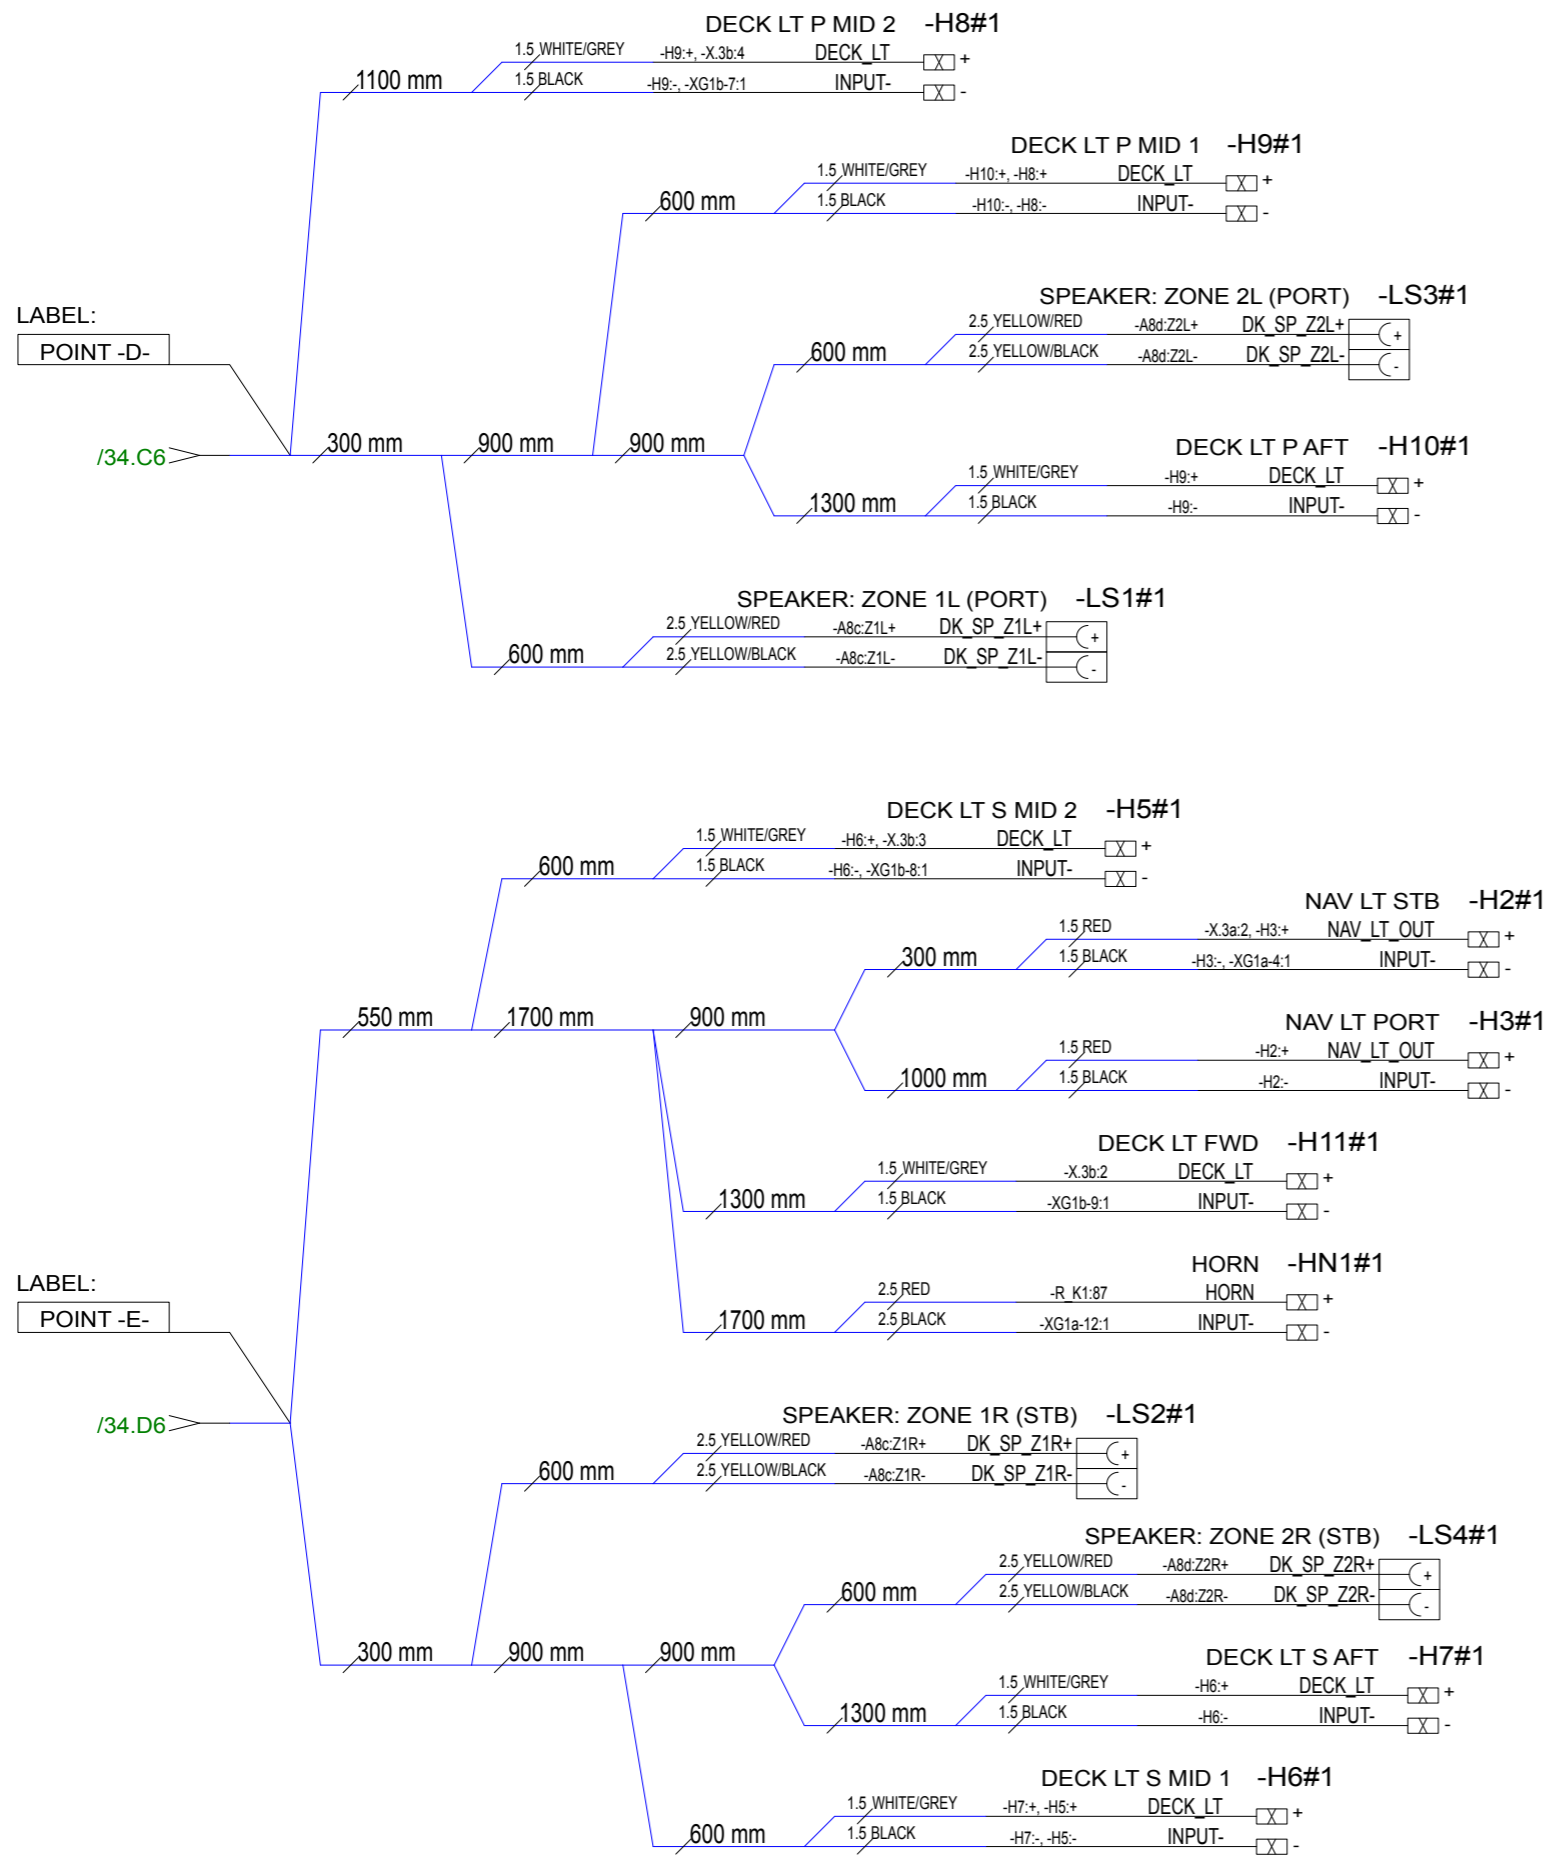 DECK LT P MID 2 -H8#1
1.5 WHITE/GREY -H9:+, -X.3b:4 DECK_LT +
1100 mm 1.5 BLACK -H9:-, -XG1b-7:1 INPUT- -
DECK LT P MID 1 -H9#1
1.5 WHITE/GREY -H10:+, -H8:+ DECK_LT +
600 mm 1.5 BLACK -H10:-, -H8:- INPUT- -
SPEAKER: ZONE 2L (PORT) -LS3#1
LABEL:
2.5 YELLOW/RED -A8d:Z2L+ DK_SP_Z2L+ +
POINT -D-
600 mm 2.5 YELLOW/BLACK -A8d:Z2L- DK_SP_Z2L- -
DECK LT P AFT -H10#1
/34.C6 300 mm 900 mm 900 mm
1.5 WHITE/GREY -H9:+ DECK_LT +
1300 mm 1.5 BLACK -H9:- INPUT- -
SPEAKER: ZONE 1L (PORT) -LS1#1
2.5 YELLOW/RED -A8c:Z1L+ DK_SP_Z1L+ +
600 mm 2.5 YELLOW/BLACK -A8c:Z1L- DK_SP_Z1L- -
DECK LT S MID 2 -H5#1
1.5 WHITE/GREY -H6:+, -X.3b:3 DECK_LT +
600 mm 1.5 BLACK -H6:-, -XG1b-8:1 INPUT- -
NAV LT STB -H2#1
1.5 RED -X.3a:2, -H3:+ NAV_LT_OUT +
300 mm 1.5 BLACK -H3:-, -XG1a-4:1 INPUT- -
550 mm 1700 mm 900 mm
NAV LT PORT -H3#1
1.5 RED -H2:+ NAV_LT_OUT +
1000 mm 1.5 BLACK -H2:- INPUT- -
DECK LT FWD -H11#1
1.5 WHITE/GREY -X.3b:2 DECK_LT +
1300 mm 1.5 BLACK -XG1b-9:1 INPUT- -
HORN -HN1#1
LABEL:
2.5 RED -R_K1:87 HORN +
POINT -E-
1700 mm 2.5 BLACK -XG1a-12:1 INPUT- -
/34.D6
SPEAKER: ZONE 1R (STB) -LS2#1
2.5 YELLOW/RED -A8c:Z1R+ DK_SP_Z1R+ +
600 mm 2.5 YELLOW/BLACK -A8c:Z1R- DK_SP_Z1R- -
SPEAKER: ZONE 2R (STB) -LS4#1
2.5 YELLOW/RED -A8d:Z2R+ DK_SP_Z2R+ +
600 mm 2.5 YELLOW/BLACK -A8d:Z2R- DK_SP_Z2R- -
300 mm 900 mm 900 mm
DECK LT S AFT -H7#1
1.5 WHITE/GREY -H6:+ DECK_LT +
1300 mm 1.5 BLACK -H6:- INPUT- -
DECK LT S MID 1 -H6#1
1.5 WHITE/GREY -H7:+, -H5:+ DECK_LT +
600 mm 1.5 BLACK -H7:-, -H5:- INPUT- -